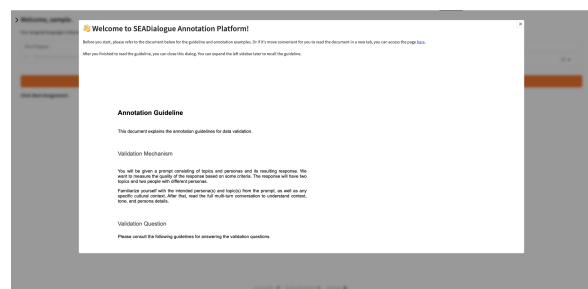 Welcome, sample.
×
👋 Welcome to SEADialogue Annotation Platform!
Before you start, please refer to the document below for the guideline and annotation examples. Or if it's move convenient for you to read the document in a new tab, you can access the page here.
After you finished to read the guideline, you can close this dialog. You can expand the left sidebar later to recall the guideline.
Annotation Guideline
This document explains the annotation guidelines for data validation.
Validation Mechanism
You will be given a prompt consisting of topics and personas and its resulting response. We
want to measure the quality of the response based on some criteria. The response will have two
topics and two people with different personas.
Familiarize yourself with the intended persona(s) and topic(s) from the prompt, as well as any
specific cultural context. After that, read the full multi-turn conversation to understand context,
tone, and persona details.
Validation Question
Please consult the following guidelines for answering the validation questions.